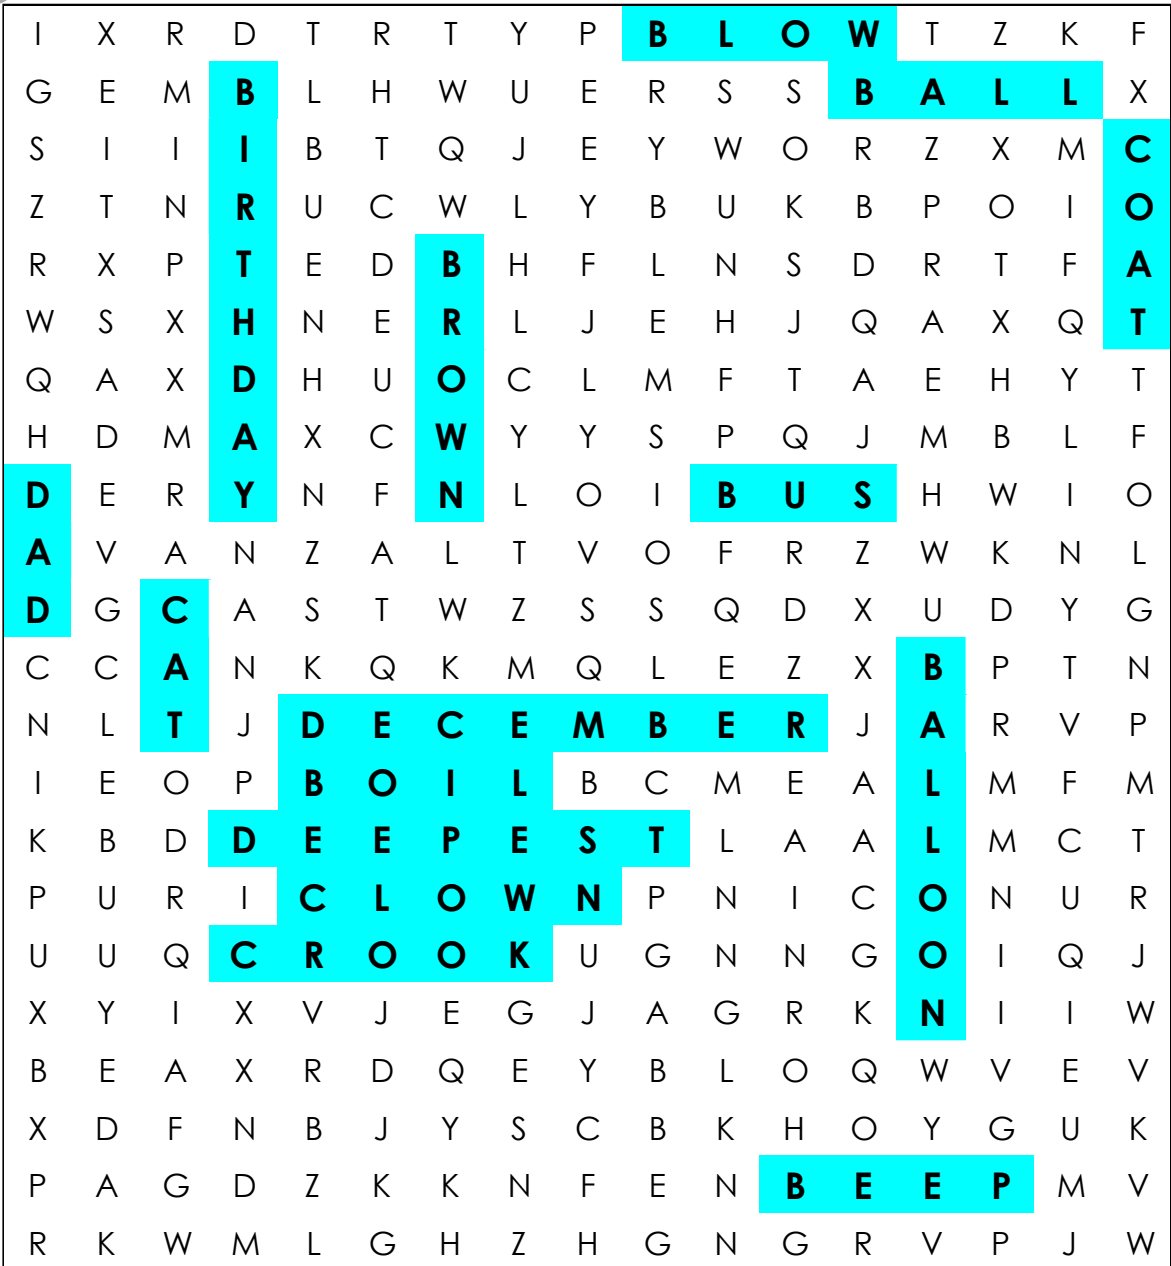 I X R D T R T Y P B L O W T Z K F
G E M B L H W U E R S S B A L L X
S I I I B T Q J E Y W O R Z X M C
Z T N R U C W L Y B U K B P O I O
R X P T E D B H F L N S D R T F A
W S X H N E R L J E H J Q A X Q T
Q A X D H U O C L M F T A E H Y T
H D M A X C W Y Y S P Q J M B L F
D E R Y N F N L O I B U S H W I O
A V A N Z A L T V O F R Z W K N L
D G C A S T W Z S S Q D X U D Y G
C C A N K Q K M Q L E Z X B P T N
N L T J D E C E M B E R J A R V P
I E O P B O I L B C M E A L M F M
K B D D E E P E S T L A A L M C T
P U R I C L O W N P N I C O N U R
U U Q C R O O K U G N N G O I Q J
X Y I X V J E G J A G R K N I I W
B E A X R D Q E Y B L O Q W V E V
X D F N B J Y S C B K H O Y G U K
P A G D Z K K N F E N B E E P M V
R K W M L G H Z H G N G R V P J W